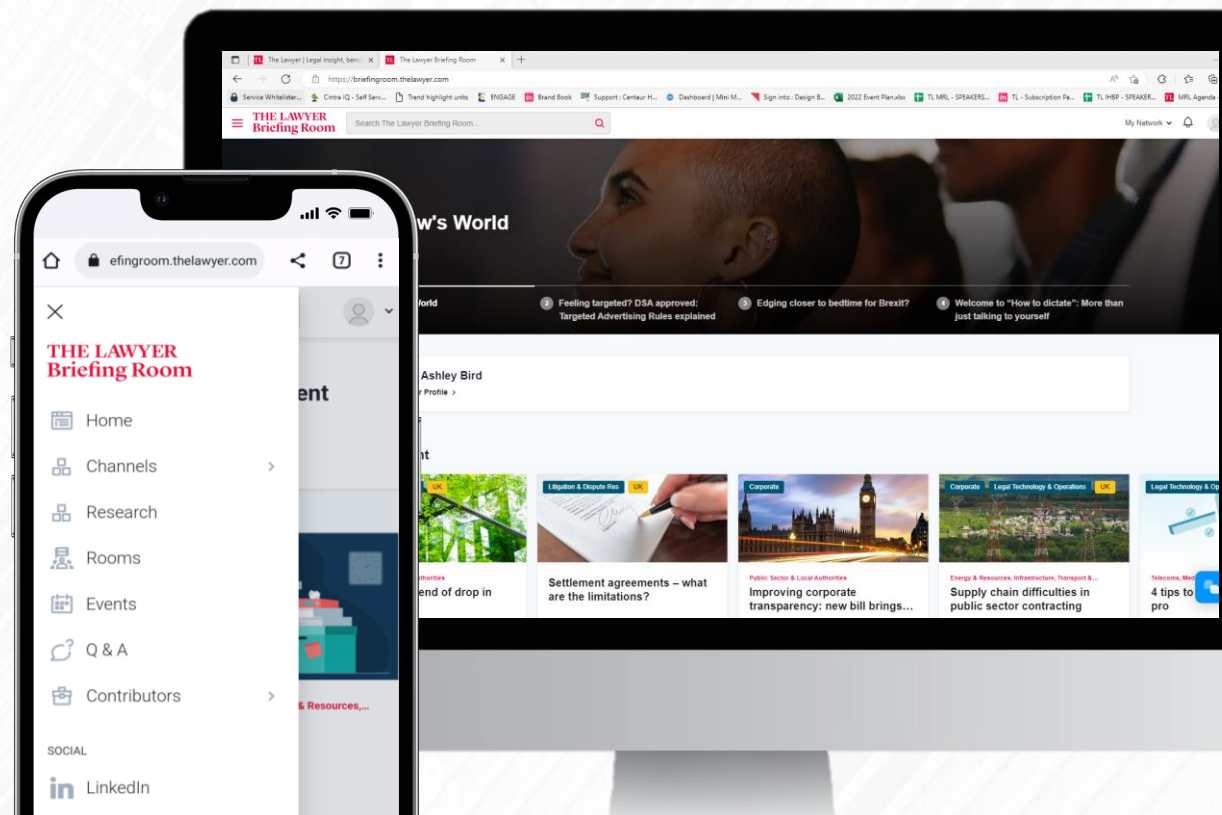 The Lawyer | Legal insight, benc
The Lawyer Briefing Room
https://briefingroom.thelawyer.com
Service Whitelister...
Cintra iQ - Self Serv...
Trend highlight units
ENGAGE
Brand Book
Support : Centaur H...
Dashboard | Mini M...
Sign into : Design B...
2022 Event Plan.xlsx
TL MRL - SPEAKERS...
TL - Subscription Pa...
TL IHBP - SPEAKER...
MRL Agenda -
THE LAWYER
Briefing Room
Search The Lawyer Briefing Room...
My Network
w's World
orld
2 Feeling targeted? DSA approved:
Targeted Advertising Rules explained
3 Edging closer to bedtime for Brexit?
4 Welcome to "How to dictate": More than
just talking to yourself
Ashley Bird
r Profile >
nt
UK
Litigation & Dispute Res
UK
Corporate
Corporate
Legal Technology & Operations
UK
Legal Technology & Op
thorities
end of drop in
Settlement agreements – what
are the limitations?
Public Sector & Local Authorities
Improving corporate
transparency: new bill brings...
Energy & Resources, Infrastructure, Transport &...
Supply chain difficulties in
public sector contracting
Telecoms, Med
4 tips to
pro
efingroom.thelawyer.com
7
THE LAWYER
Briefing Room
Home
Channels
Research
Rooms
Events
Q & A
Contributors
SOCIAL
in LinkedIn
ent
& Resources,...